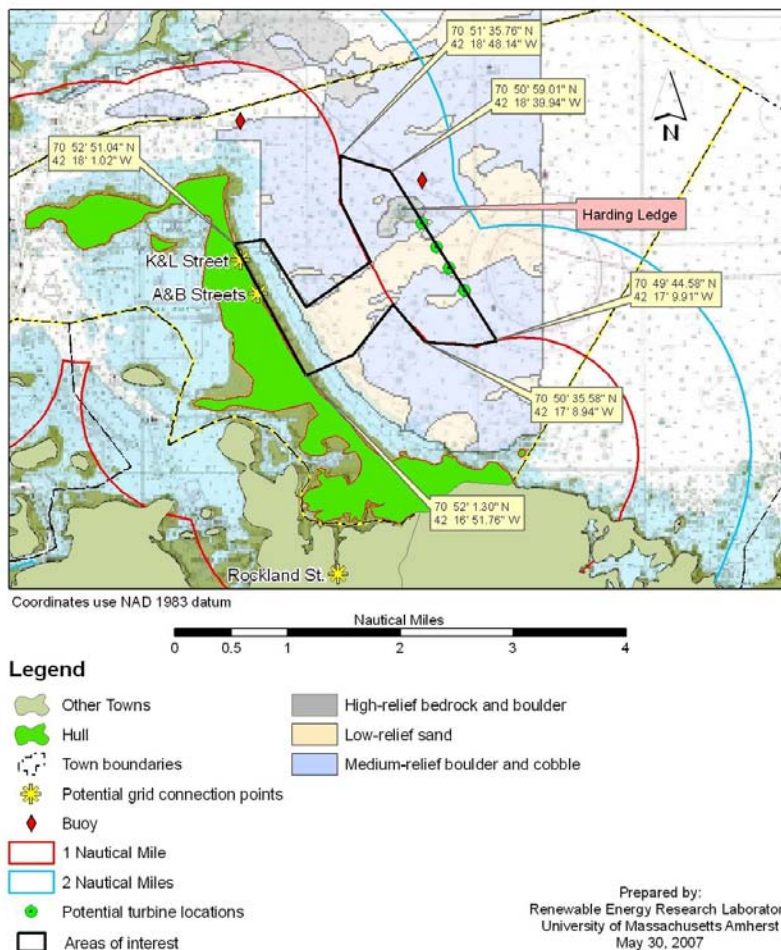 70 51' 35.76" N
42 18' 48.14" W
70 50' 59.01" N
42 18' 39.94" W
70 52' 51.04" N
42 18' 1.02" W
N
Harding Ledge
K&L Street
A&B Streets
70 49' 44.58" N
42 17' 9.91" W
70 50' 35.58" N
42 17' 8.94" W
70 52' 1.30" N
42 16' 51.76" W
Rockland St.
Coordinates use NAD 1983 datum
Nautical Miles
0 0.5 1 2 3 4
Legend
Other Towns
Hull
Town boundaries
Potential grid connection points
Buoy
1 Nautical Mile
2 Nautical Miles
Potential turbine locations
Areas of interest
High-relief bedrock and boulder
Low-relief sand
Medium-relief boulder and cobble
Prepared by:
Renewable Energy Research Laborator
University of Massachusetts Amherst
May 30, 2007